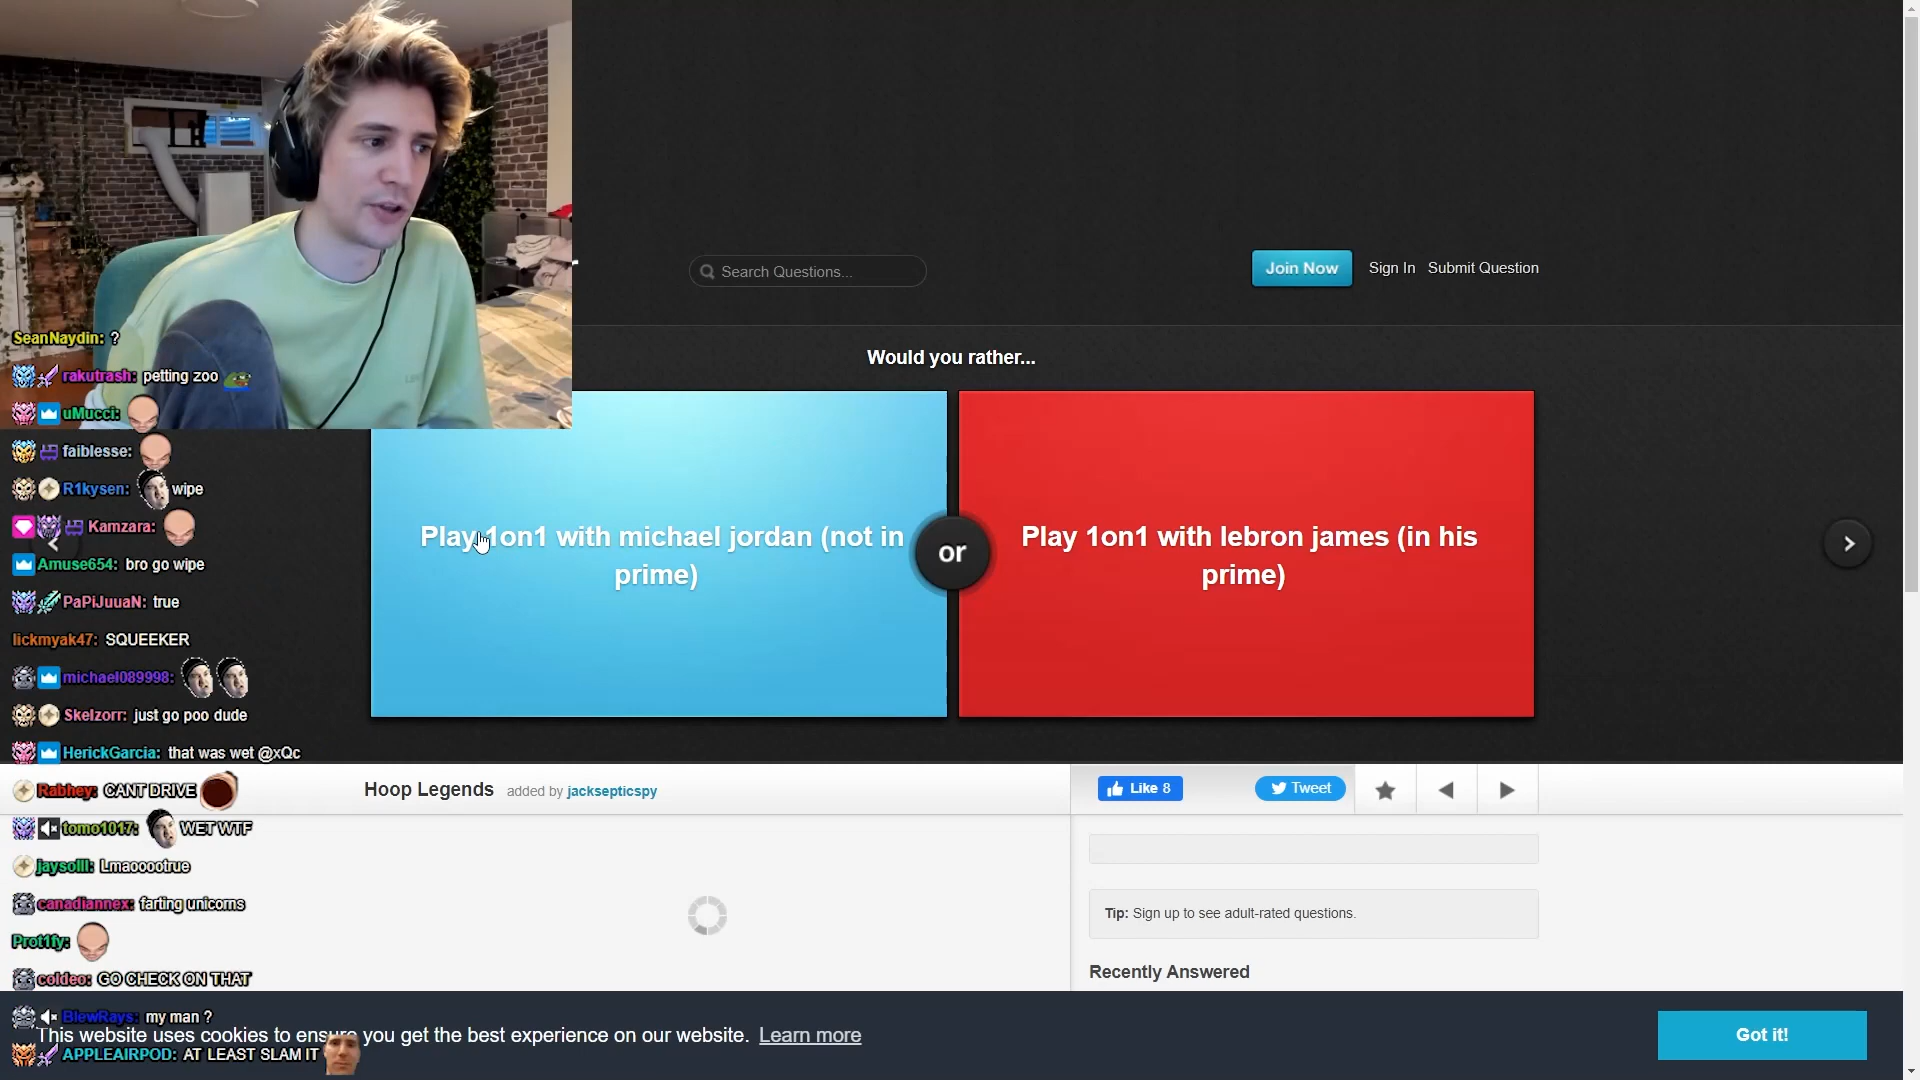 Search Questions...
Join Now
Sign In
Submit Question
Would you rather...
Play 1on1 with michael jordan (not in
prime)
or
Play 1on1 with lebron james (in his
prime)
SeanNaydin: ?
rakutrash: petting zoo
uMucci:
faiblesse:
R1kysen: wipe
Kamzara:
Amuse654: bro go wipe
PaPiJuuaN: true
lickmyak47: SQUEEKER
michael089998:
Skelzorr: just go poo dude
HerickGarcia: that was wet @xQc
Rabhey: CANT DRIVE
tomo1017: WET WTF
jaysolll: Lmaooootrue
canadiannex: farting unicorns
Prot1fy:
coldeo: GO CHECK ON THAT
BlewRays: my man ?
APPLEAIRPOD: AT LEAST SLAM IT
Hoop Legends added by jacksepticspy
Like 8
Tweet
Tip: Sign up to see adult-rated questions.
Recently Answered
This website uses cookies to ensure you get the best experience on our website. Learn more
Got it!